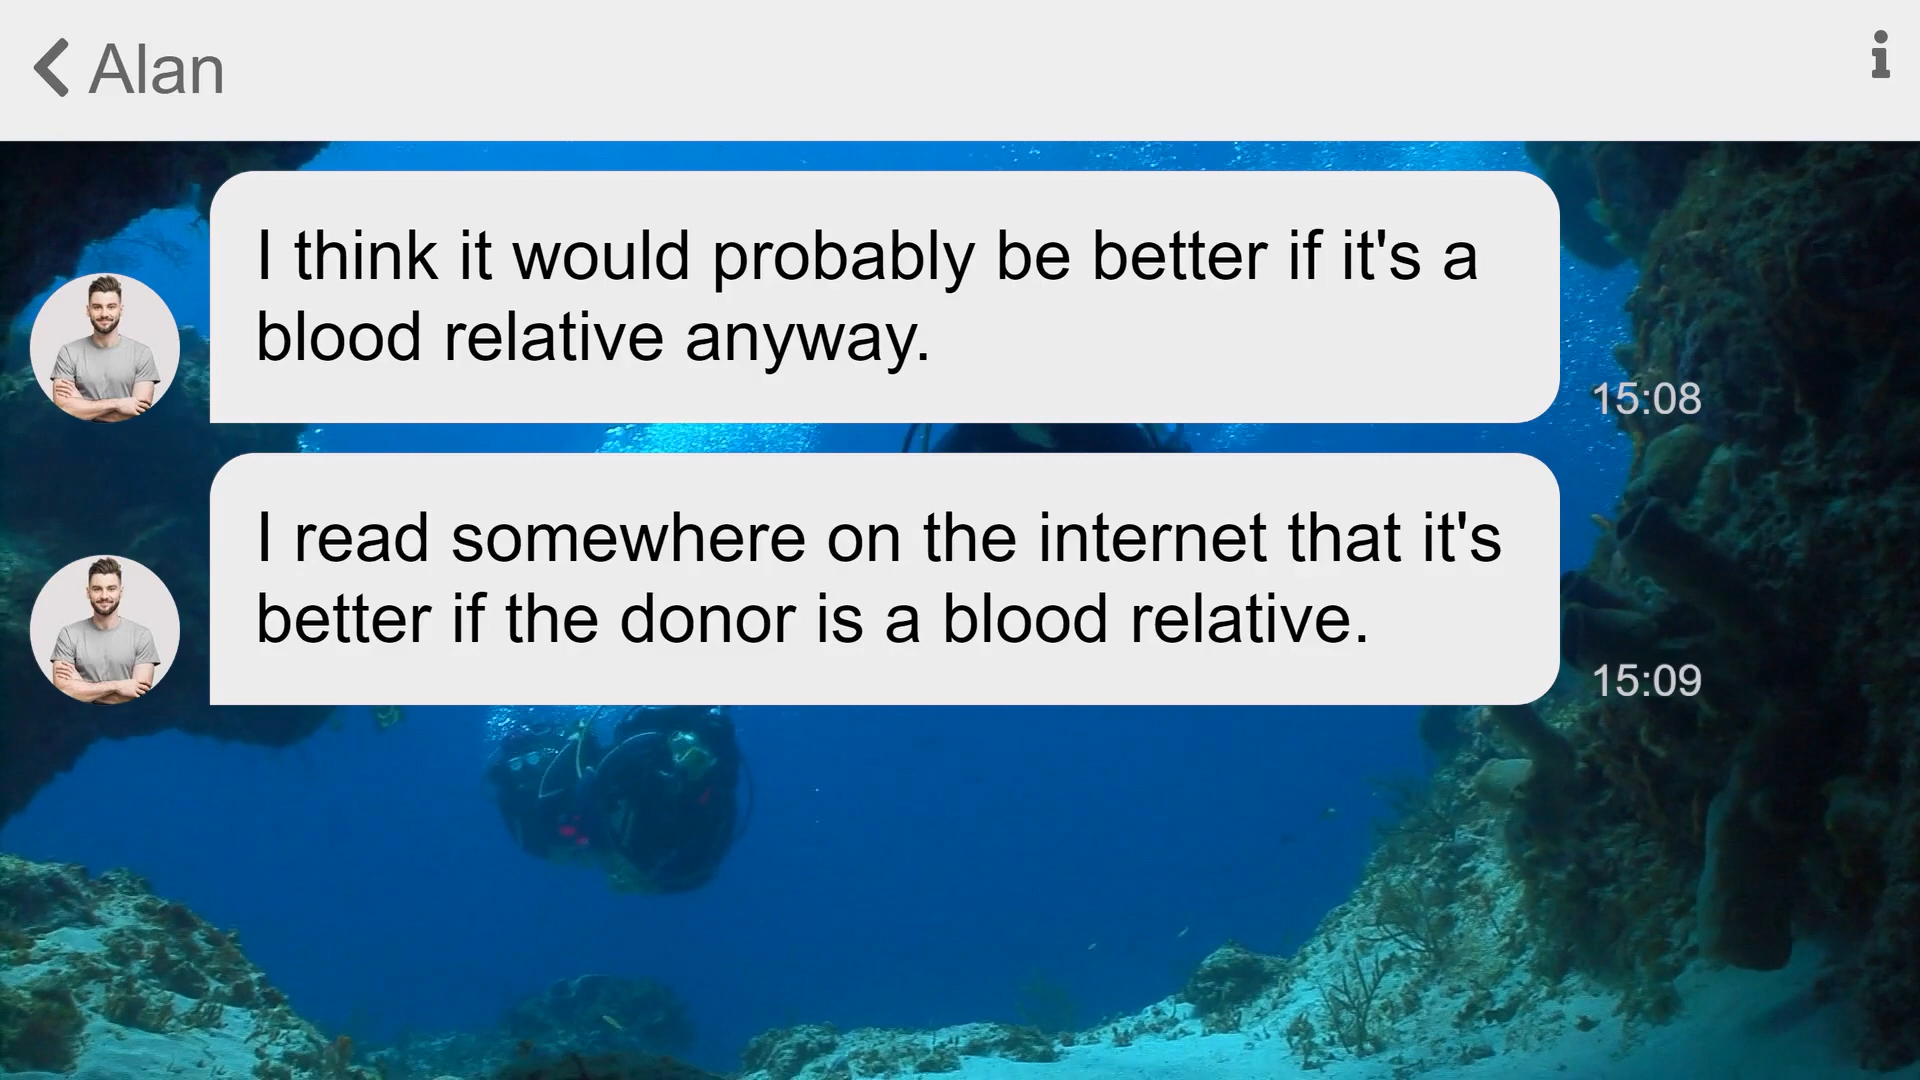 Alan
I think it would probably be better if it's a
blood relative anyway.
15:08
I read somewhere on the internet that it's
better if the donor is a blood relative.
15:09